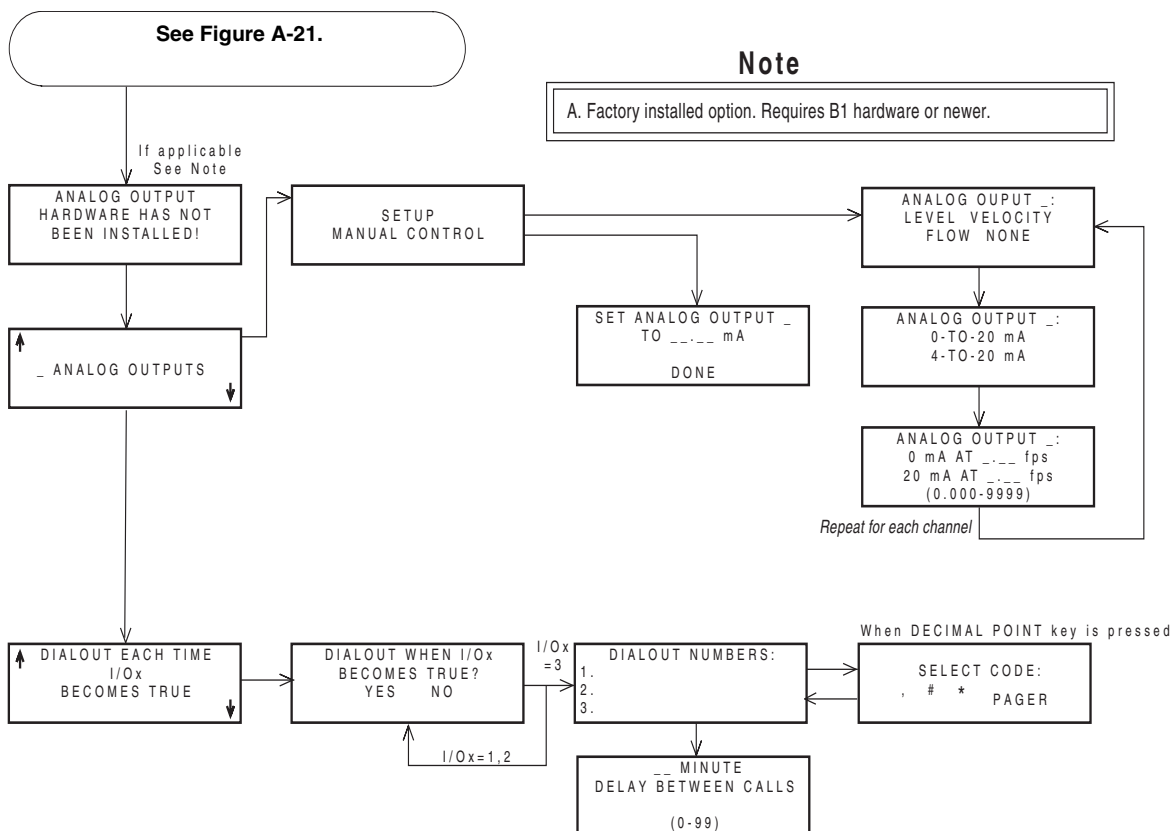 See Figure A-21.
Note
A. Factory installed option. Requires B1 hardware or newer.
If applicable
See Note
ANALOG OUTPUT
HARDWARE HAS NOT
BEEN INSTALLED!
SETUP
MANUAL CONTROL
ANALOG OUPUT _:
LEVEL VELOCITY
FLOW NONE
_ ANALOG OUTPUTS
SET ANALOG OUTPUT _
TO __.__ mA
DONE
ANALOG OUTPUT _:
0-TO-20 mA
4-TO-20 mA
ANALOG OUTPUT _:
0 mA AT _.__ fps
20 mA AT _.__ fps
(0.000-9999)
Repeat for each channel
DIALOUT EACH TIME
I/Ox
BECOMES TRUE
DIALOUT WHEN I/Ox
BECOMES TRUE?
YES NO
I/Ox
=3
I/Ox=1,2
DIALOUT NUMBERS:
1.
2.
3.
When DECIMAL POINT key is pressed
SELECT CODE:
, # * PAGER
__ MINUTE
DELAY BETWEEN CALLS
(0-99)